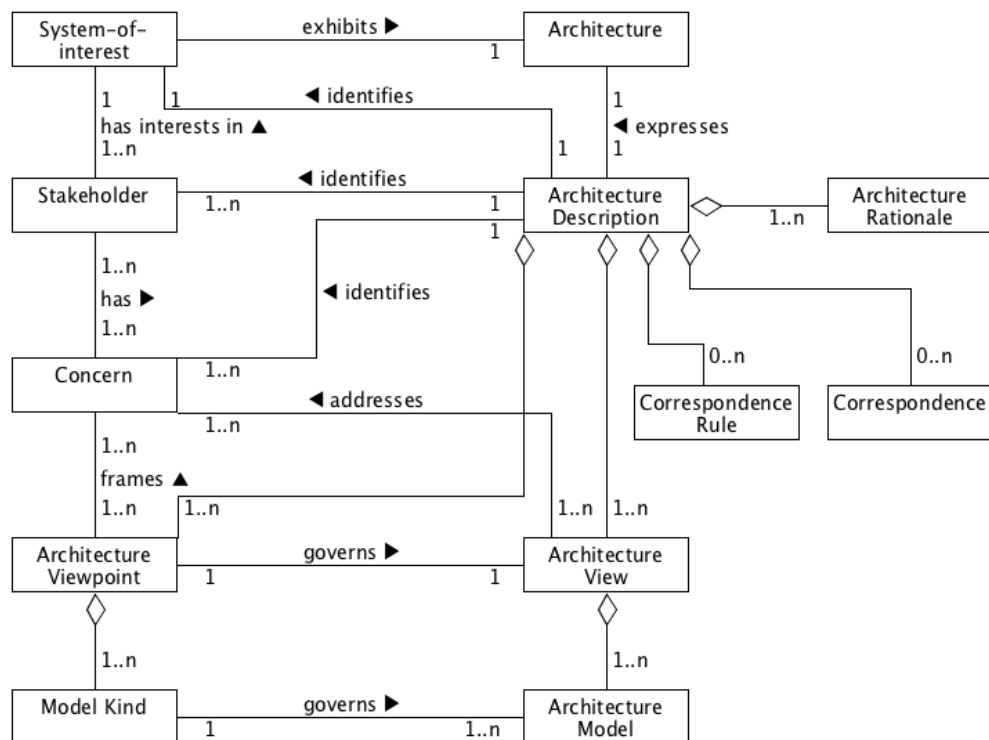 System-of-
interest
exhibits ▶
1
Architecture
1
1
◀ identifies
1
has interests in ▲
1..n
◀ expresses
1
1
Stakeholder
◀ identifies
1..n
1
Architecture
Description
1..n
Architecture
Rationale
1
1..n
has ▶
1..n
◀ identifies
1..n
Concern
0..n
0..n
Correspondence
Rule
Correspondence
◀ addresses
1..n
1..n
frames ▲
1..n
1..n
1..n
1..n
Architecture
Viewpoint
governs ▶
1
1
Architecture
View
1..n
1..n
Model Kind
governs ▶
1
1..n
Architecture
Model